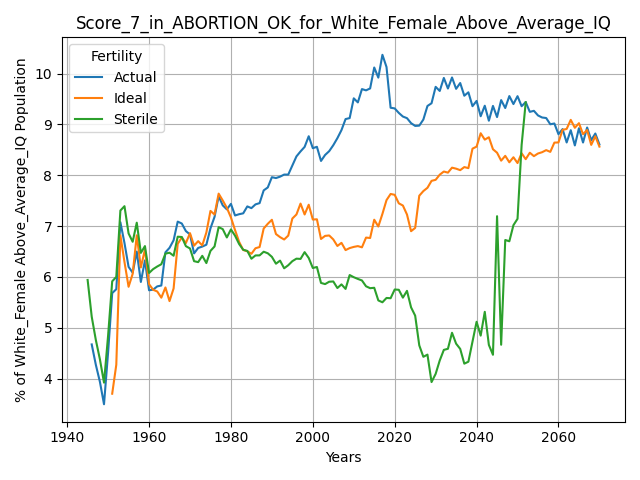 Score_7_in_ABORTION_OK_for_White_Female_Above_Average_IQ
Fertility
Actual
Ideal
Sterile
% of White_Female Above_Average_IQ Population
10
9
8
7
6
5
4
1940
1960
1980
2000
2020
2040
2060
Years